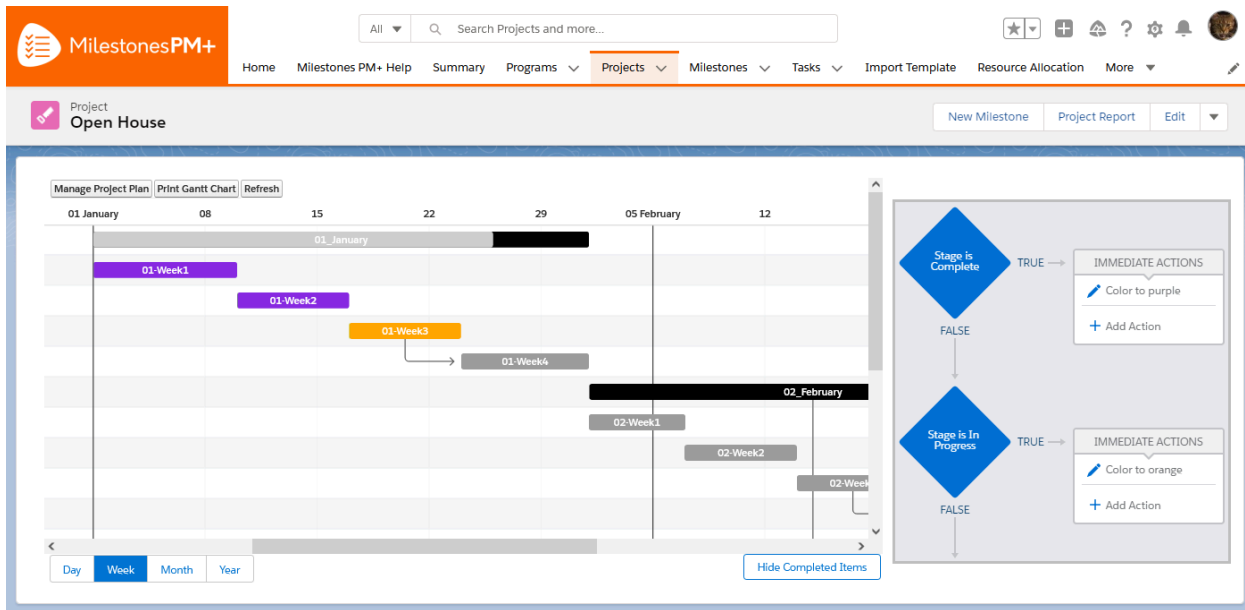 MilestonesPM+
All
Search Projects and more...
Home
Milestones PM+ Help
Summary
Programs
Projects
Milestones
Tasks
Import Template
Resource Allocation
More
Project
Open House
New Milestone
Project Report
Edit
Manage Project Plan
Print Gantt Chart
Refresh
01 January
08
15
22
29
05 February
12
01_January
01-Week1
01-Week2
01-Week3
01-Week4
02_February
02-Week1
02-Week2
02-Week
Day
Week
Month
Year
Hide Completed Items
Stage is
Complete
TRUE
IMMEDIATE ACTIONS
Color to purple
Add Action
FALSE
Stage is In
Progress
TRUE
IMMEDIATE ACTIONS
Color to orange
Add Action
FALSE